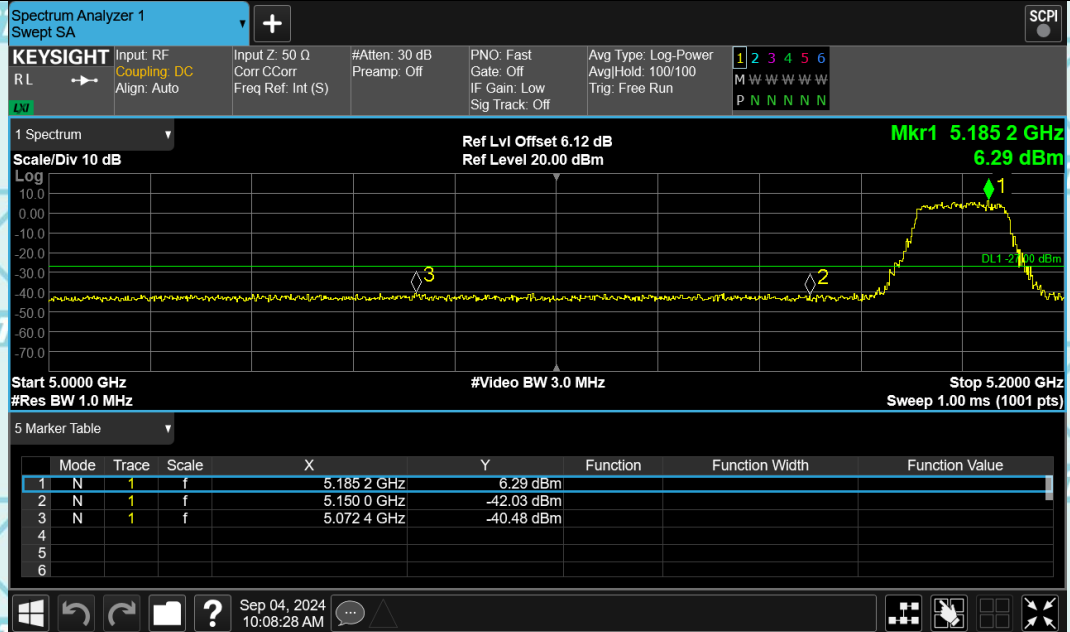 Spectrum Analyzer 1
Swept SA
SCPI
KEYSIGHT
RL
LXI
Input: RF
Coupling: DC
Align: Auto
Input Z: 50 Ω
Corr CCorr
Freq Ref: Int (S)
#Atten: 30 dB
Preamp: Off
PNO: Fast
Gate: Off
IF Gain: Low
Sig Track: Off
Avg Type: Log-Power
Avg|Hold: 100/100
Trig: Free Run
1 2 3 4 5 6
M W W W W W
P N N N N N
1 Spectrum
Scale/Div 10 dB
Ref Lvl Offset 6.12 dB
Ref Level 20.00 dBm
Mkr1 5.185 2 GHz
6.29 dBm
Log
10.0
0.00
-10.0
-20.0
-30.0
-40.0
-50.0
-60.0
-70.0
1
2
3
DL1 -27.00 dBm
Start 5.0000 GHz
#Video BW 3.0 MHz
Stop 5.2000 GHz
#Res BW 1.0 MHz
Sweep 1.00 ms (1001 pts)
5 Marker Table
Mode Trace Scale X Y Function Function Width Function Value
1 N 1 f 5.185 2 GHz 6.29 dBm
2 N 1 f 5.150 0 GHz -42.03 dBm
3 N 1 f 5.072 4 GHz -40.48 dBm
4
5
6
Sep 04, 2024
10:08:28 AM